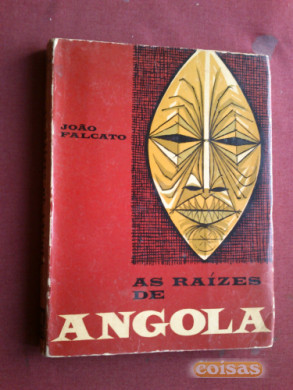 JOÃO
FALCATO
AS RAÍZES
DE
ANGOLA
coisas